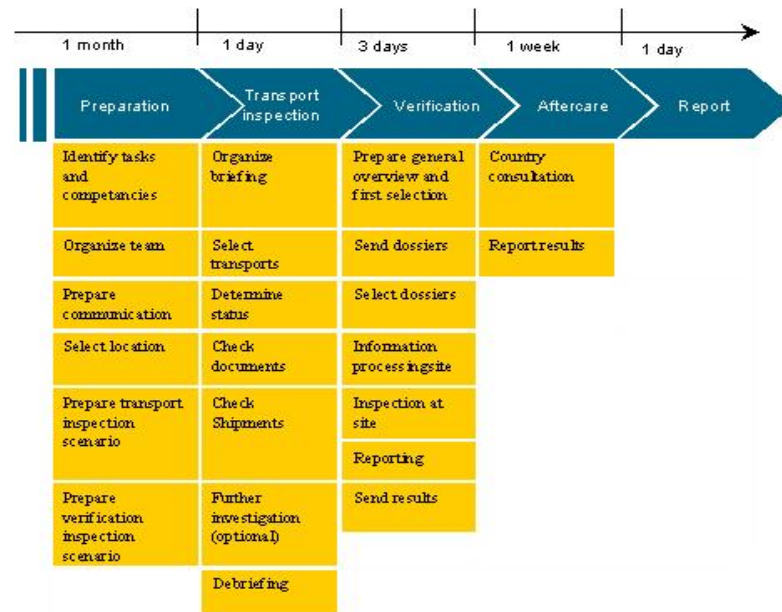 1 month
1 day
3 days
1 week
1 day
Preparation
Transport
inspection
Verification
Aftercare
Report
Identify tasks
and
competancies
Organize team
Prepare
communication
Select location
Prepare transport
inspection
scenario
Prepare
verification
inspection
scenario
Organize
briefing
Select
transports
Determine
status
Check
documents
Check
Shipments
Further
investigation
(optional)
Debriefing
Prepare general
overview and
first selection
Send dossiers
Select dossiers
Information
processingsite
Inspection at
site
Reporting
Send results
Country
consultation
Report results